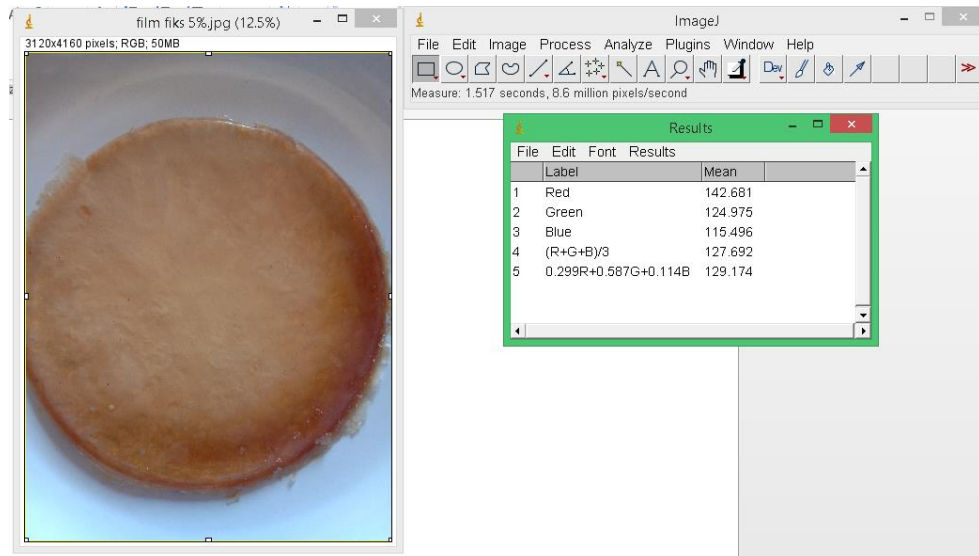 film fiks 5%.jpg (12.5%)
3120x4160 pixels; RGB; 50MB
ImageJ
File Edit Image Process Analyze Plugins Window Help
A Dev
Measure: 1.517 seconds, 8.6 million pixels/second
Results
File Edit Font Results
Label Mean
1 Red 142.681
2 Green 124.975
3 Blue 115.496
4 (R+G+B)/3 127.692
5 0.299R+0.587G+0.114B 129.174